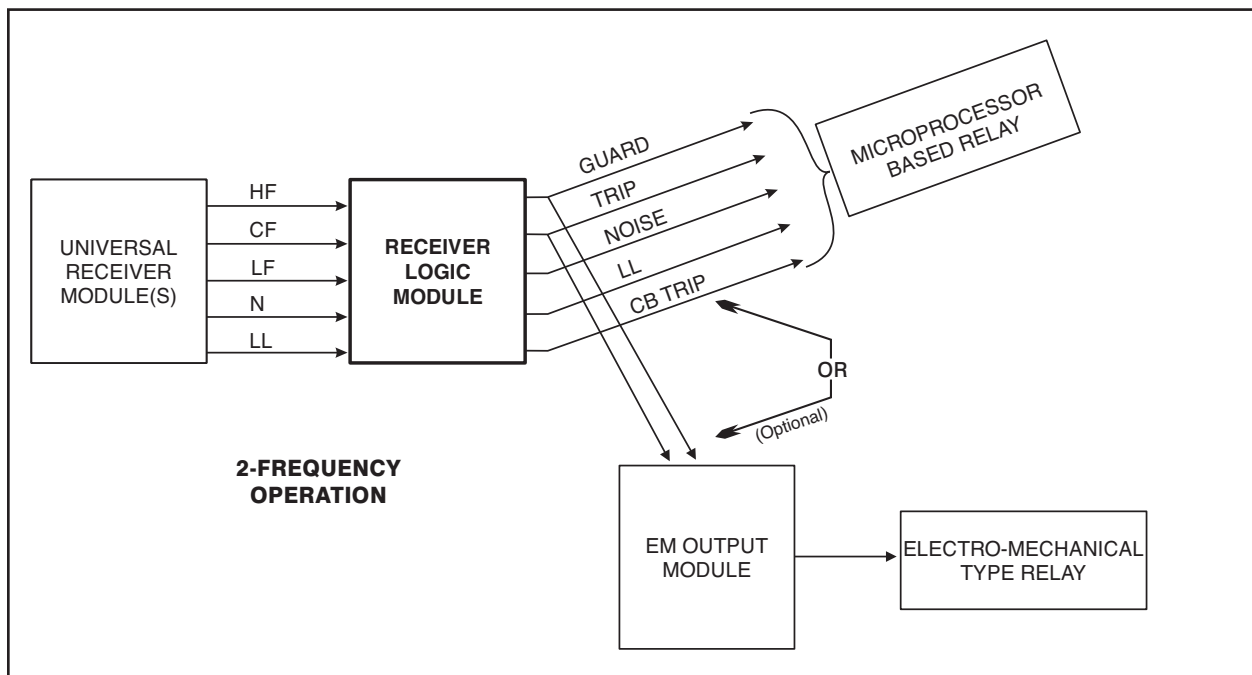 UNIVERSAL
RECEIVER
MODULE(S)
HF
CF
LF
N
LL
RECEIVER
LOGIC
MODULE
GUARD
TRIP
NOISE
LL
CB TRIP
MICROPROCESSOR
BASED RELAY
OR
(Optional)
2-FREQUENCY
OPERATION
EM OUTPUT
MODULE
ELECTRO-MECHANICAL
TYPE RELAY